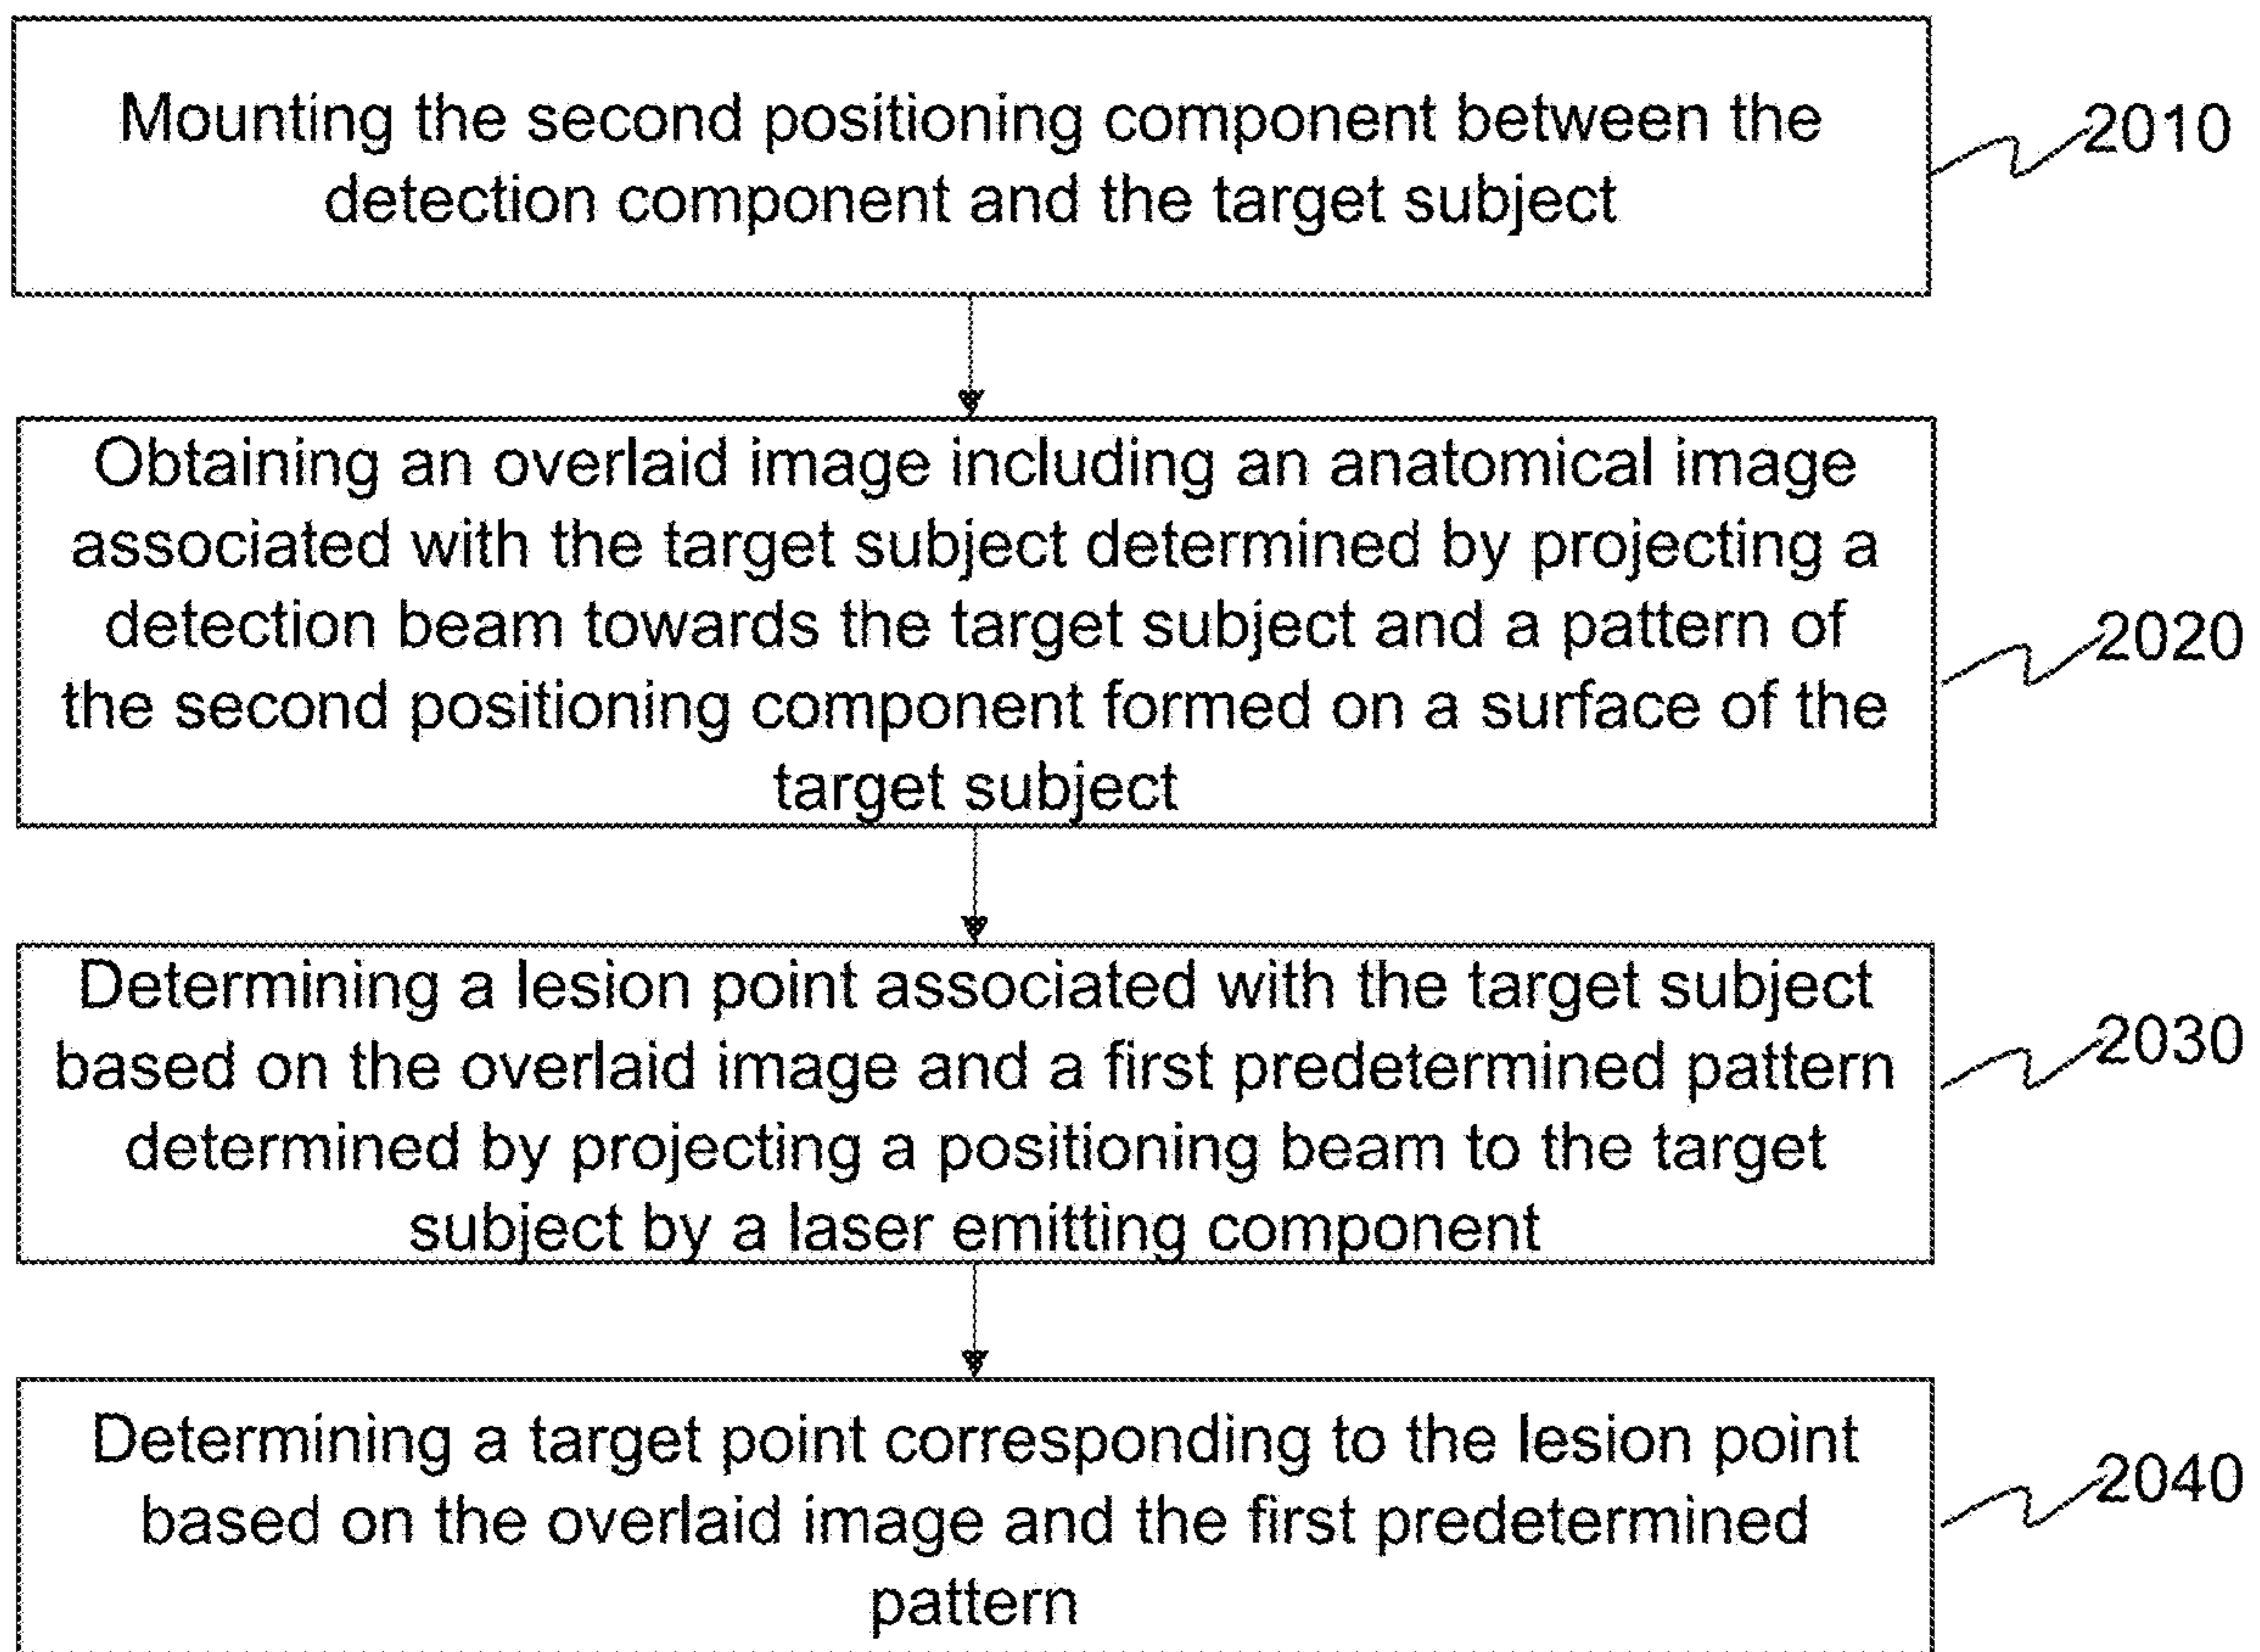 Mounting the second positioning component between the
detection component and the target subject
2010
Obtaining an overlaid image including an anatomical image
associated with the target subject determined by projecting a
detection beam towards the target subject and a pattern of
the second positioning component formed on a surface of the
target subject
2020
Determining a lesion point associated with the target subject
based on the overlaid image and a first predetermined pattern
determined by projecting a positioning beam to the target
subject by a laser emitting component
2030
Determining a target point corresponding to the lesion point
based on the overlaid image and the first predetermined
pattern
2040